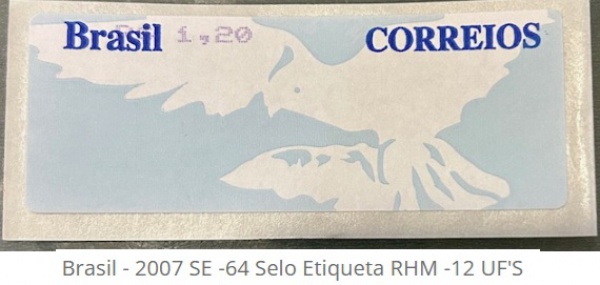 Brasil 1,20 CORREIOS
Brasil - 2007 SE -64 Selo Etiqueta RHM -12 UF'S